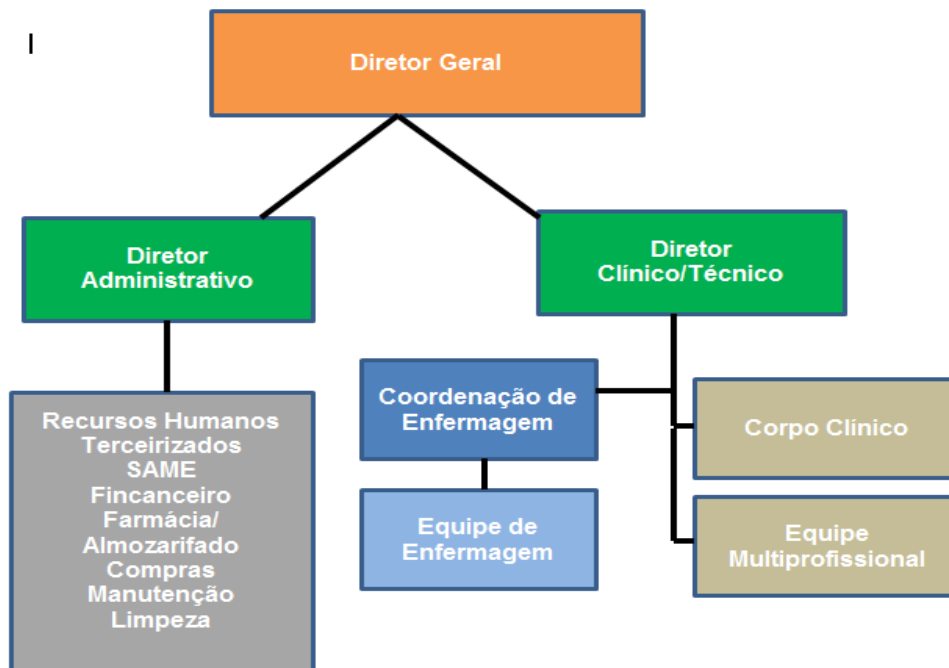 I
Diretor Geral
Diretor
Administrativo
Diretor
Clínico/Técnico
Recursos Humanos
Terceirizados
SAME
Fincanceiro
Farmácia/
Almozarifado
Compras
Manutenção
Limpeza
Coordenação de
Enfermagem
Equipe de
Enfermagem
Corpo Clínico
Equipe
Multiprofissional